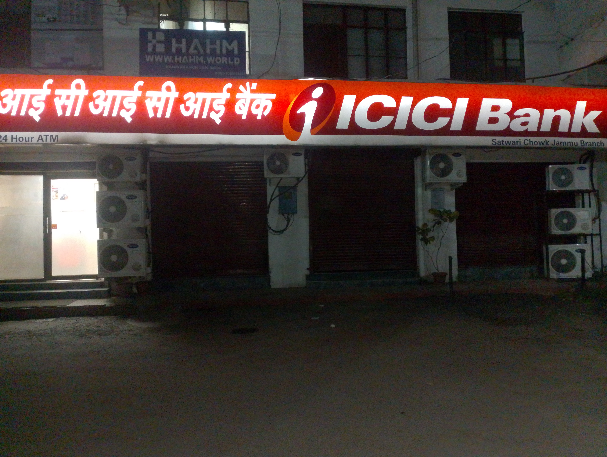 HAHM
WWW.HAHM.WORLD
आई सी आई सी आई बैंक
ICICI Bank
24 Hour ATM
Satwari Chowk Jammu Branch